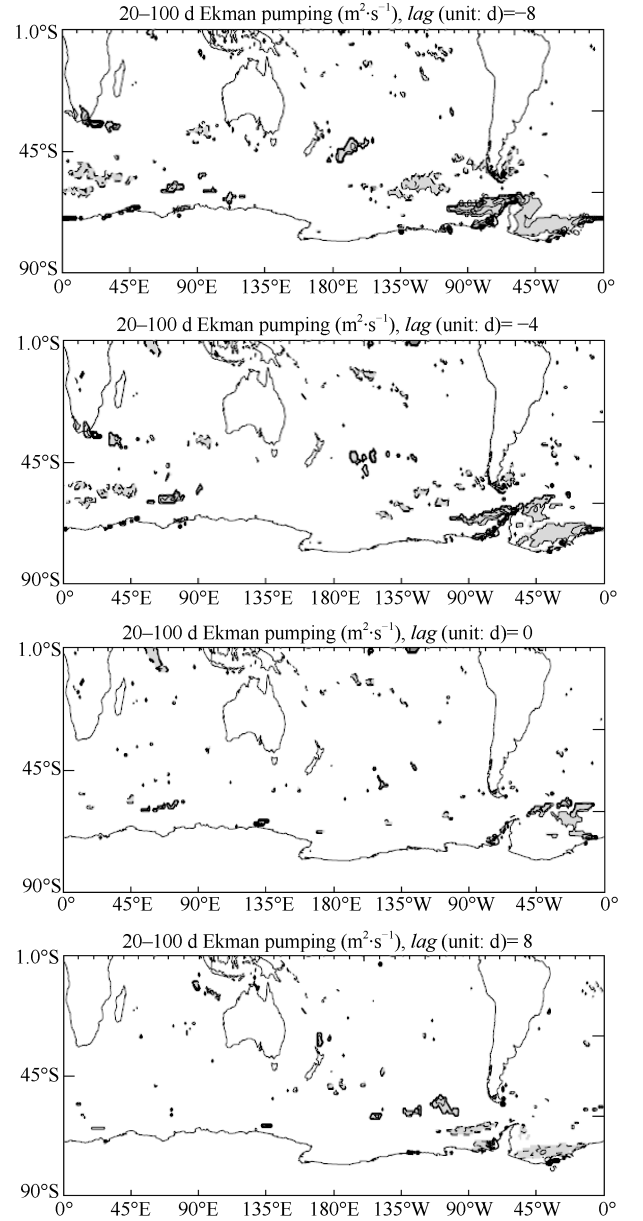 20–100 d Ekman pumping (m²·s⁻¹), lag (unit: d)=−8
1.0°S
45°S
90°S
0° 45°E 90°E 135°E 180°E 135°W 90°W 45°W 0°
20–100 d Ekman pumping (m²·s⁻¹), lag (unit: d)=−4
1.0°S
45°S
90°S
0° 45°E 90°E 135°E 180°E 135°W 90°W 45°W 0°
20–100 d Ekman pumping (m²·s⁻¹), lag (unit: d)= 0
1.0°S
45°S
90°S
0° 45°E 90°E 135°E 180°E 135°W 90°W 45°W 0°
20–100 d Ekman pumping (m²·s⁻¹), lag (unit: d)= 8
1.0°S
45°S
90°S
0° 45°E 90°E 135°E 180°E 135°W 90°W 45°W 0°